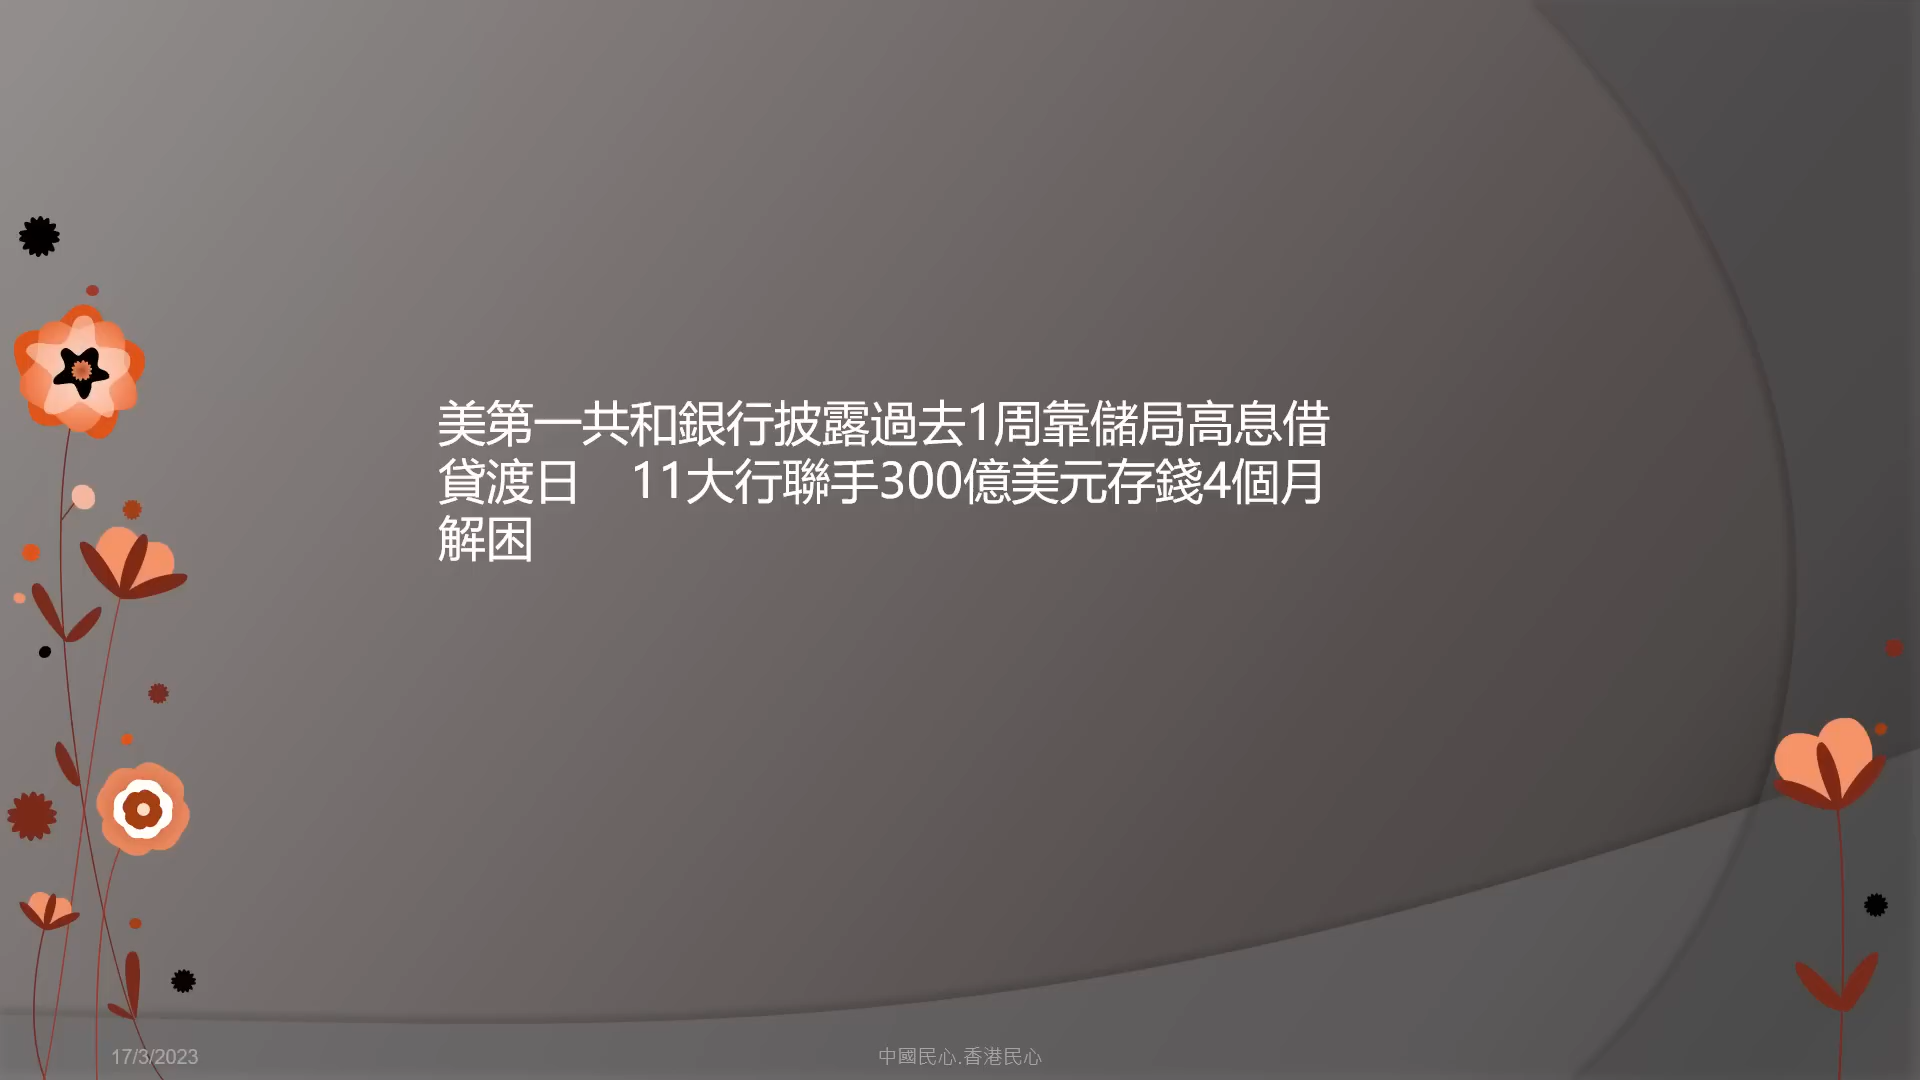 美第一共和銀行披露過去1周靠儲局高息借
貸渡日　11大行聯手300億美元存錢4個月
解困
17/3/2023
中國民心.香港民心